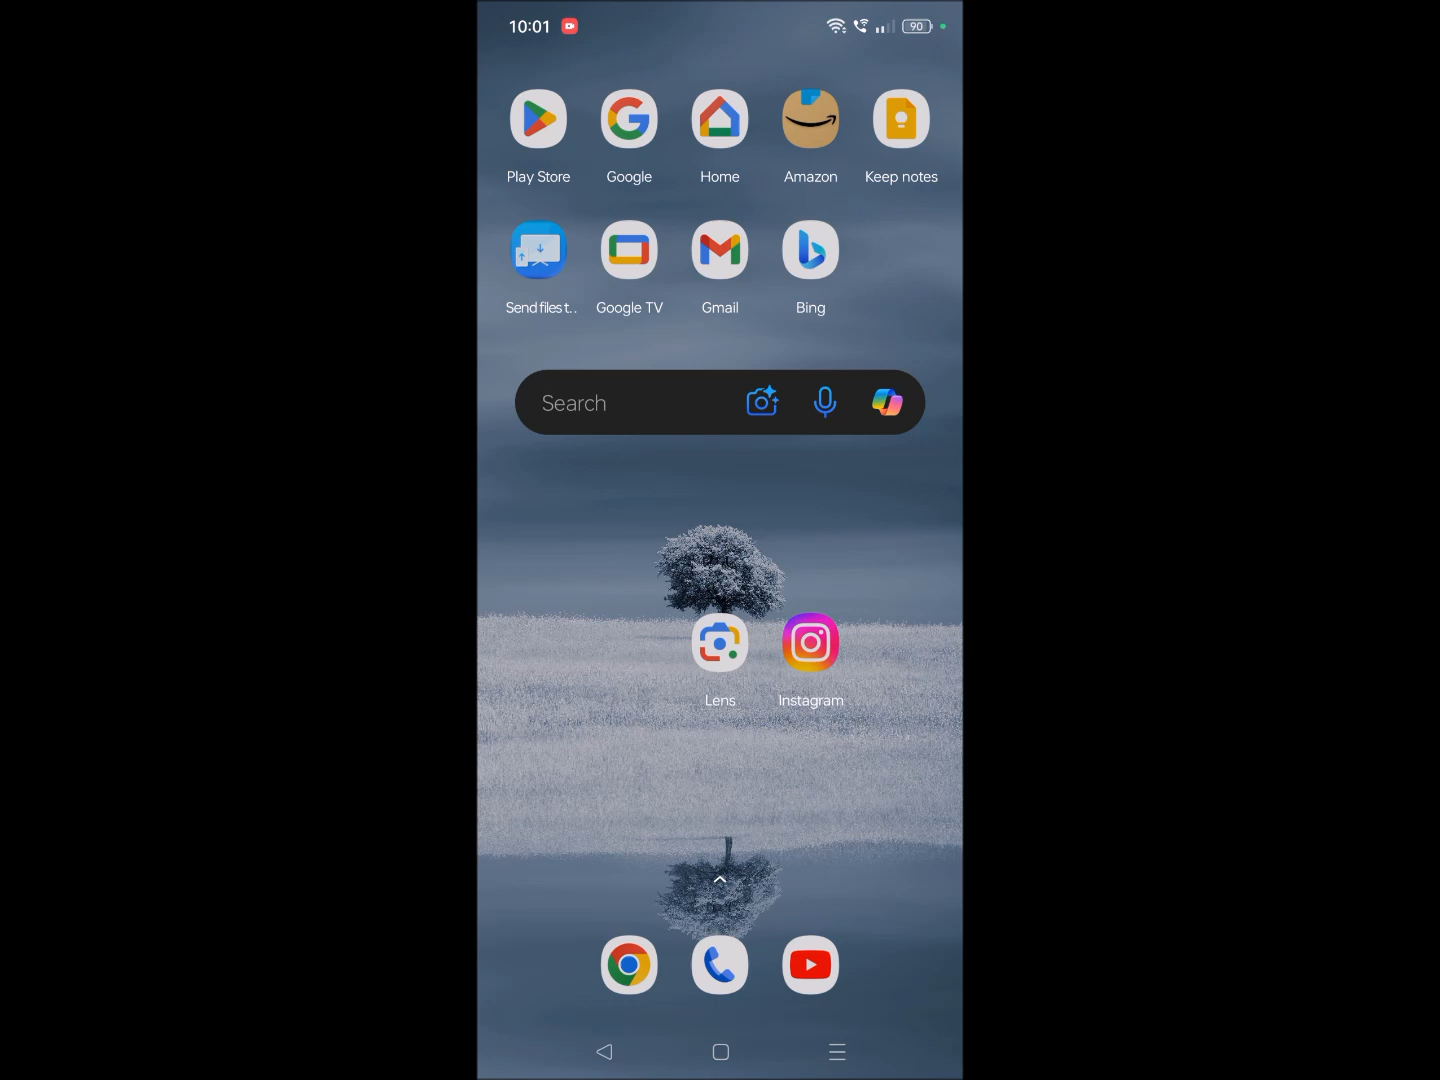 10:01
90
Play Store
Google
Home
Amazon
Keep notes
Send files t..
Google TV
Gmail
Bing
Search
Lens
Instagram